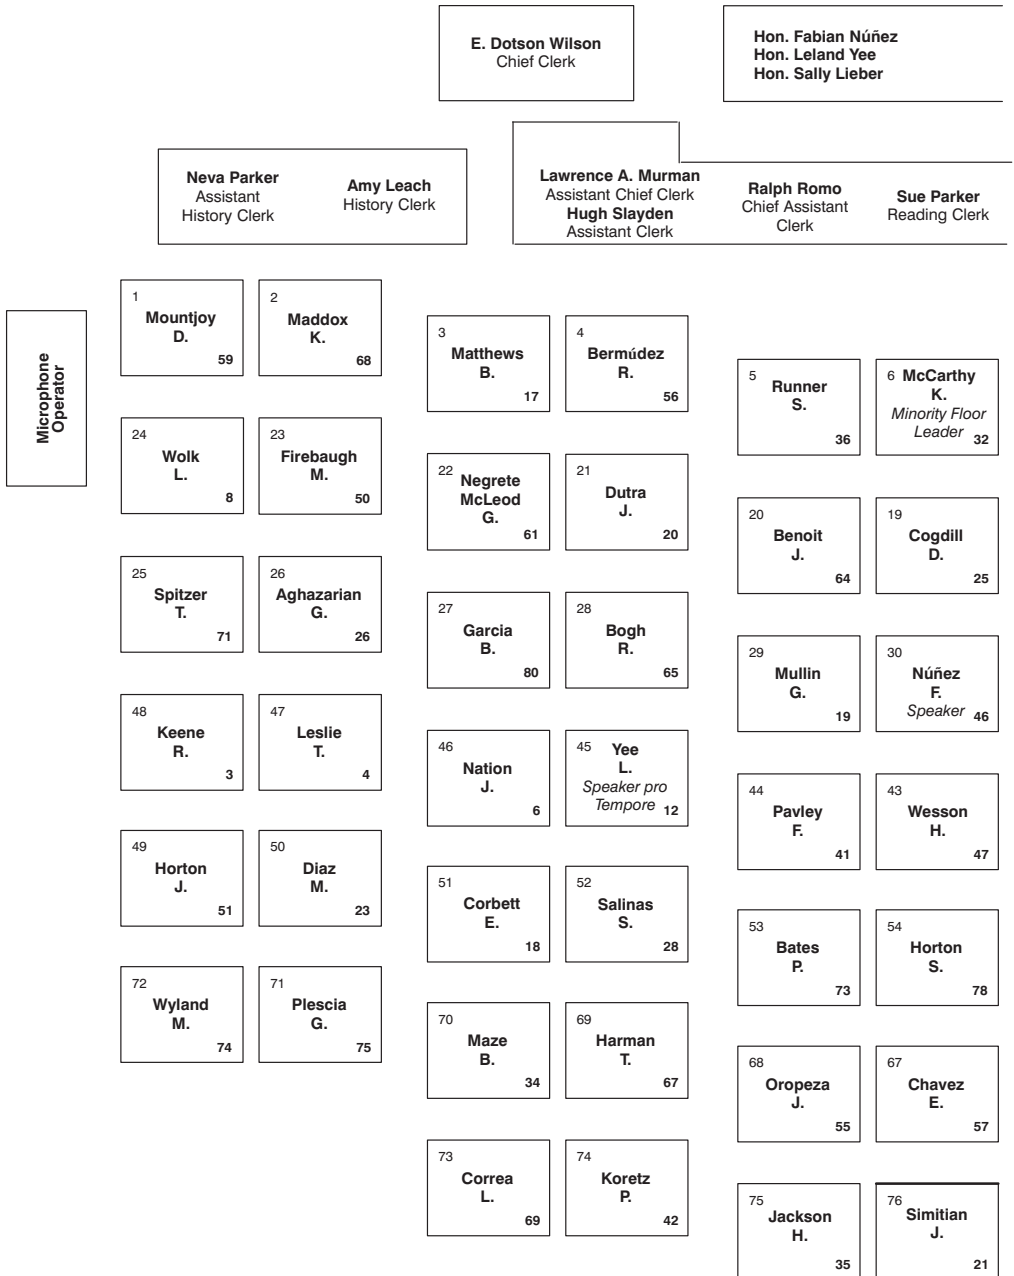 E. Dotson Wilson
Chief Clerk
Hon. Fabian Núñez
Hon. Leland Yee
Hon. Sally Lieber
Neva Parker
Assistant
History Clerk
Amy Leach
History Clerk
Lawrence A. Murman
Assistant Chief Clerk
Hugh Slayden
Assistant Clerk
Ralph Romo
Chief Assistant
Clerk
Sue Parker
Reading Clerk
Microphone
Operator
1
Mountjoy
D.
59
2
Maddox
K.
68
3
Matthews
B.
17
4
Bermúdez
R.
56
5
Runner
S.
36
6 McCarthy
K.
Minority Floor
Leader 32
24
Wolk
L.
8
23
Firebaugh
M.
50
22
Negrete
McLeod
G.
61
21
Dutra
J.
20
20
Benoit
J.
64
19
Cogdill
D.
25
25
Spitzer
T.
71
26
Aghazarian
G.
26
27
Garcia
B.
80
28
Bogh
R.
65
29
Mullin
G.
19
30
Núñez
F.
Speaker 46
48
Keene
R.
3
47
Leslie
T.
4
46
Nation
J.
6
45 Yee
L.
Speaker pro
Tempore 12
44
Pavley
F.
41
43
Wesson
H.
47
49
Horton
J.
51
50
Diaz
M.
23
51
Corbett
E.
18
52
Salinas
S.
28
53
Bates
P.
73
54
Horton
S.
78
72
Wyland
M.
74
71
Plescia
G.
75
70
Maze
B.
34
69
Harman
T.
67
68
Oropeza
J.
55
67
Chavez
E.
57
73
Correa
L.
69
74
Koretz
P.
42
75
Jackson
H.
35
76
Simitian
J.
21